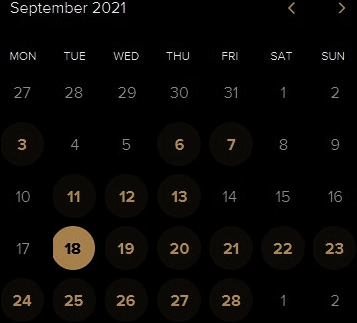 September 2021 < >
MON TUE WED THU FRI SAT SUN
27 28 29 30 31 1 2
3 4 5 6 7 8 9
10 11 12 13 14 15 16
17 18 19 20 21 22 23
24 25 26 27 28 1 2